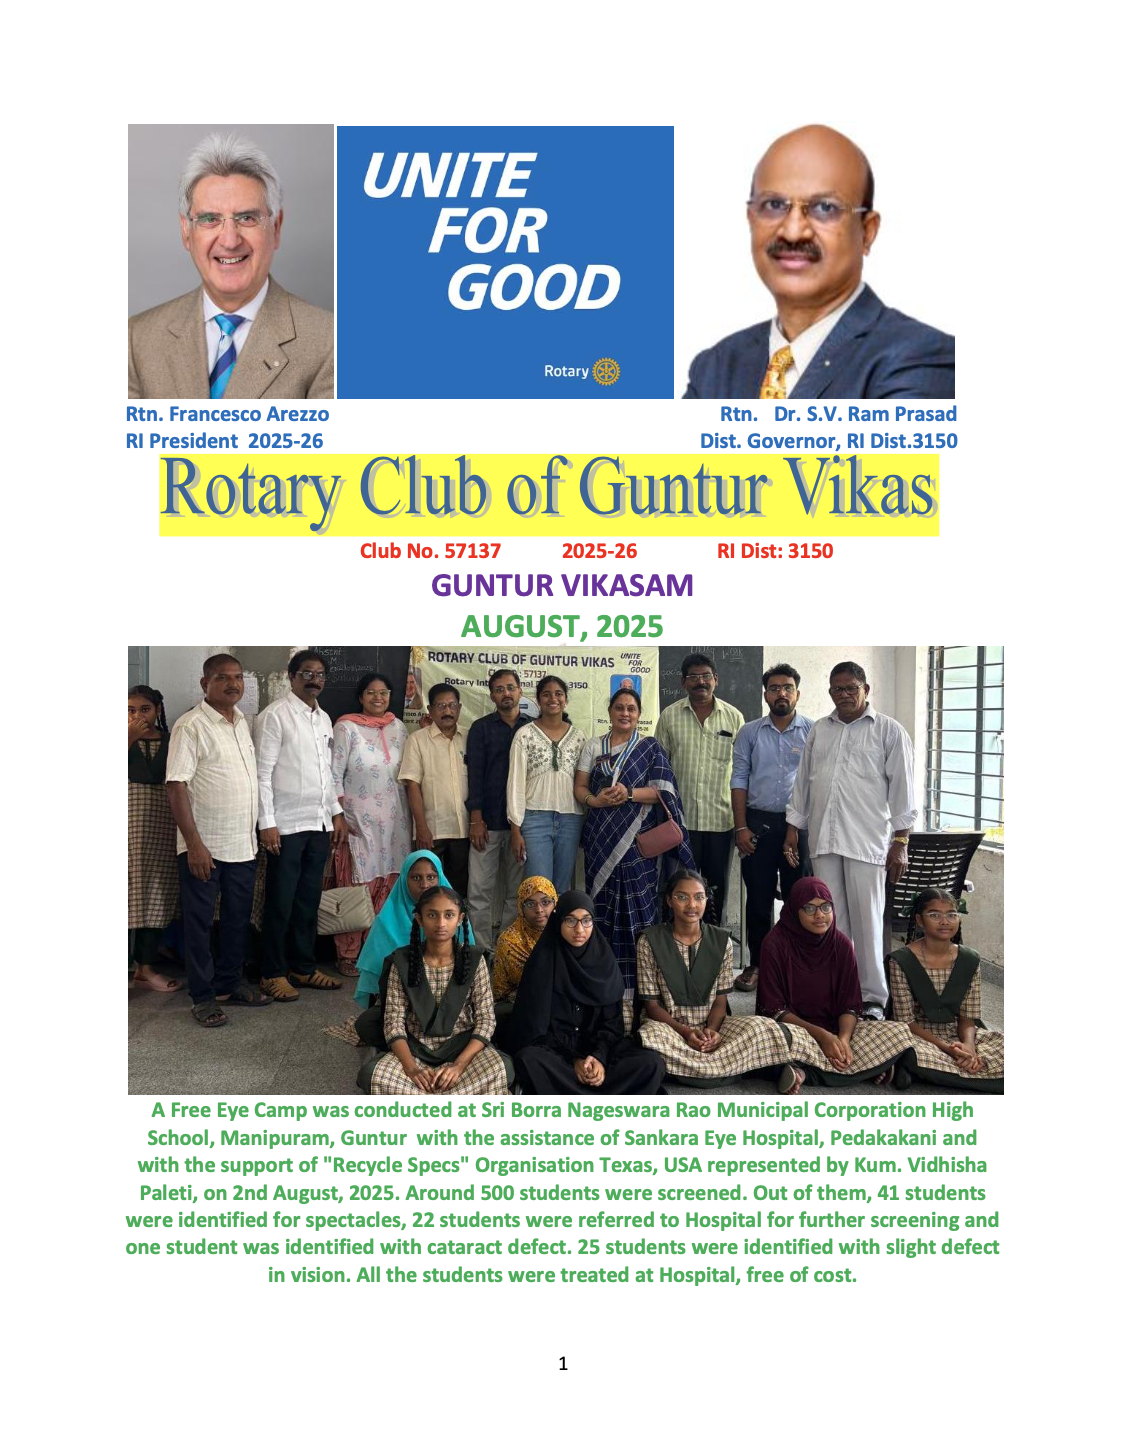 UNITE
FOR
GOOD
Rotary
Rtn. Francesco Arezzo
RI President 2025-26
Rtn. Dr. S.V. Ram Prasad
Dist. Governor, RI Dist.3150
Rotary Club of Guntur Vikas
Club No. 57137 2025-26 RI Dist: 3150
GUNTUR VIKASAM
AUGUST, 2025
ROTARY CLUB OF GUNTUR VIKAS
UNITE
FOR
GOOD
57137
Rotary 3150
A Free Eye Camp was conducted at Sri Borra Nageswara Rao Municipal Corporation High
School, Manipuram, Guntur with the assistance of Sankara Eye Hospital, Pedakakani and
with the support of "Recycle Specs" Organisation Texas, USA represented by Kum. Vidhisha
Paleti, on 2nd August, 2025. Around 500 students were screened. Out of them, 41 students
were identified for spectacles, 22 students were referred to Hospital for further screening and
one student was identified with cataract defect. 25 students were identified with slight defect
in vision. All the students were treated at Hospital, free of cost.
1